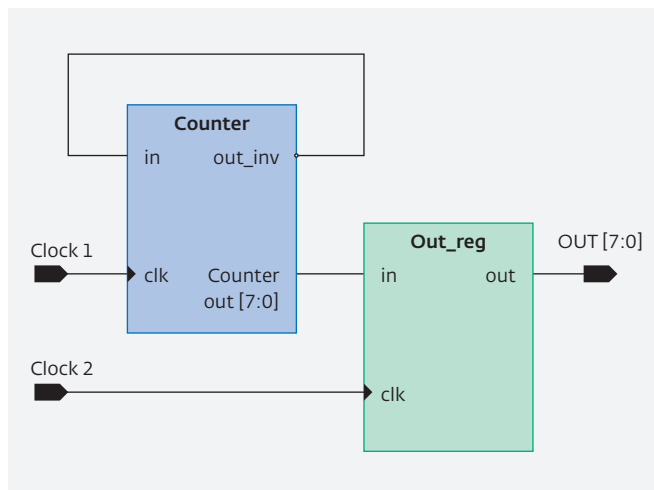 Counter
in
out_inv
Clock 1
clk
Counter
out [7:0]
Out_reg
in
out
clk
OUT [7:0]
Clock 2